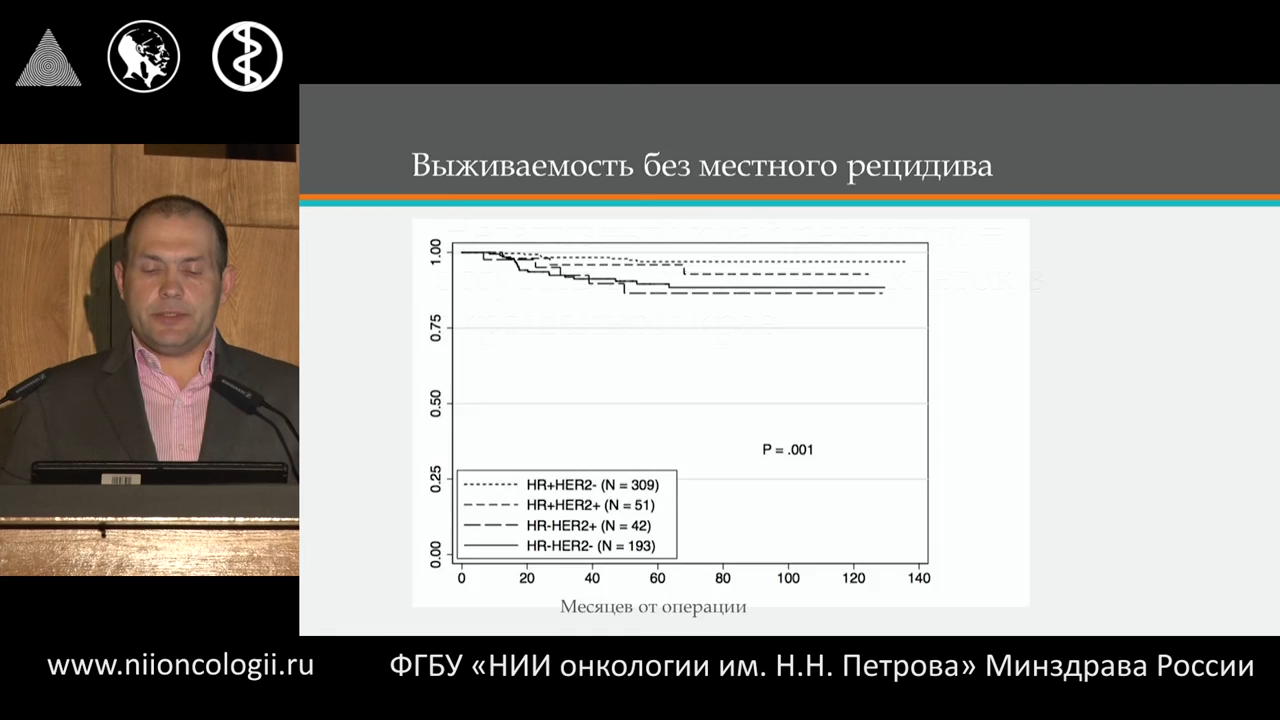 Выживаемость без местного рецидива
1.00
0.75
0.50
0.25
0.00
P = .001
HR+HER2- (N = 309)
HR+HER2+ (N = 51)
HR-HER2+ (N = 42)
HR-HER2- (N = 193)
0 20 40 60 80 100 120 140
Месяцев от операции
www.niioncologii.ru
ФГБУ «НИИ онкологии им. Н.Н. Петрова» Минздрава России